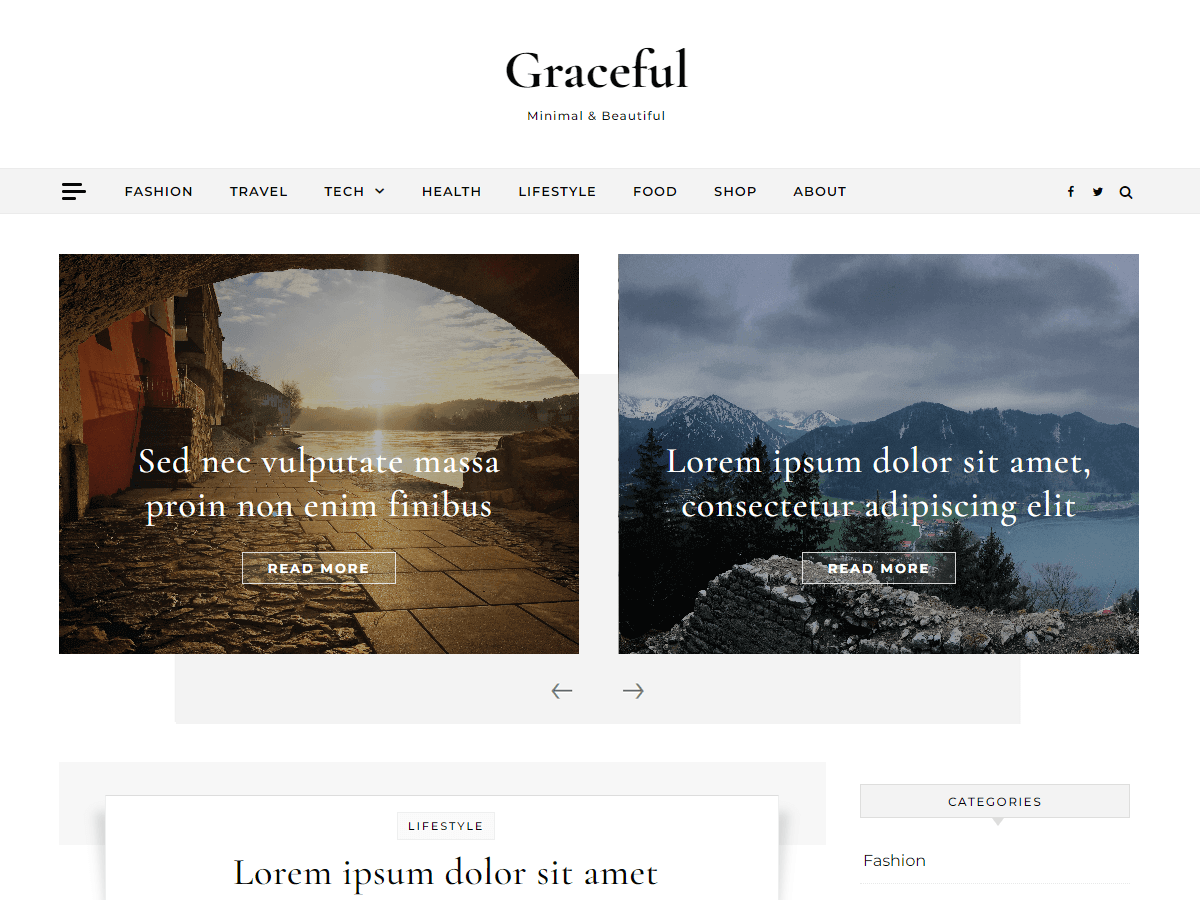 Graceful
Minimal & Beautiful
FASHION TRAVEL TECH HEALTH LIFESTYLE FOOD SHOP ABOUT
Sed nec vulputate massa
proin non enim finibus
READ MORE
Lorem ipsum dolor sit amet,
consectetur adipiscing elit
READ MORE
LIFESTYLE
Lorem ipsum dolor sit amet
CATEGORIES
Fashion